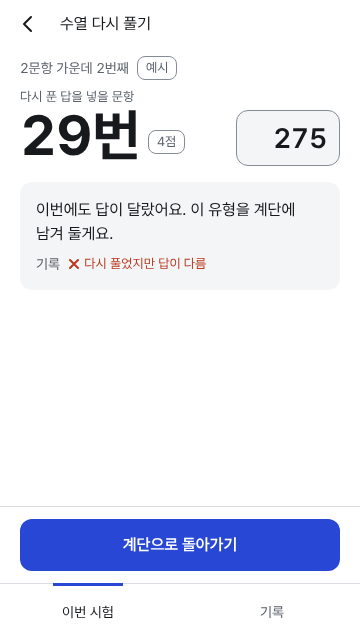 수열 다시 풀기
2문항 가운데 2번째 예시
다시 푼 답을 넣을 문항
29번 4점 275
이번에도 답이 달랐어요. 이 유형을 계단에
남겨 둘게요.
기록 다시 풀었지만 답이 다름
계단으로 돌아가기
이번 시험 기록